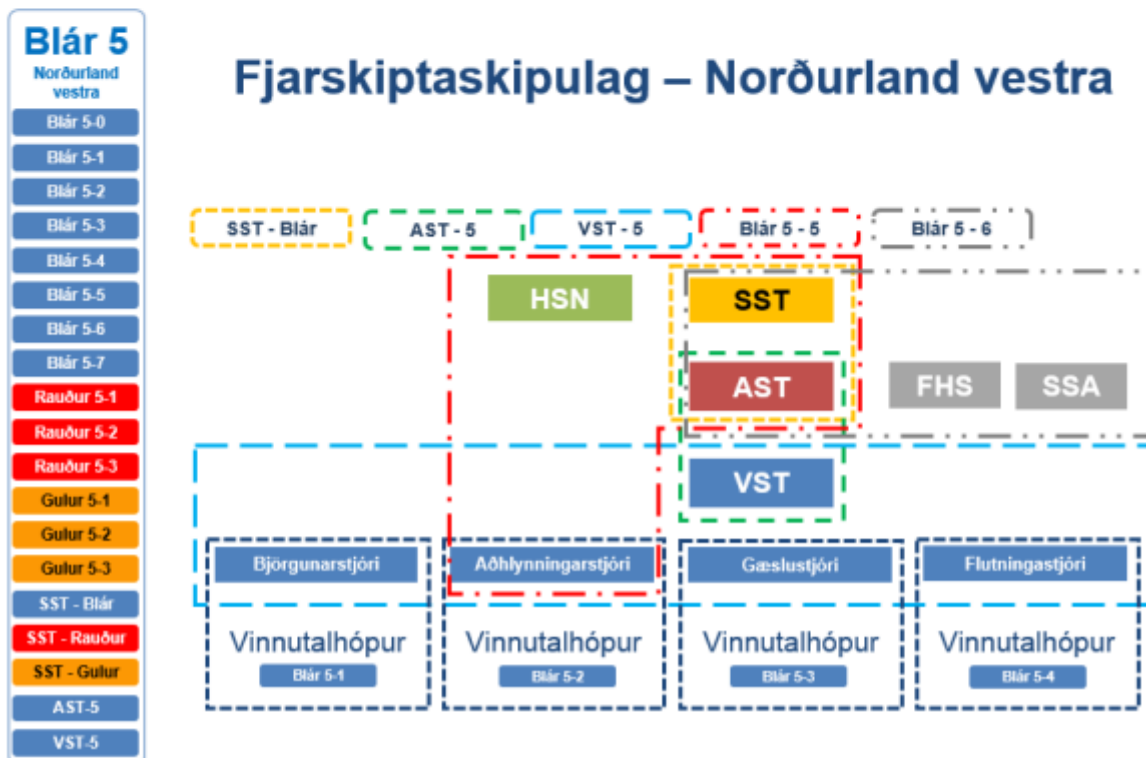 Blár 5
Norðurland
vestra
Blár 5-0
Blár 5-1
Blár 5-2
Blár 5-3
Blár 5-4
Blár 5-5
Blár 5-6
Blár 5-7
Rauður 5-1
Rauður 5-2
Rauður 5-3
Gulur 5-1
Gulur 5-2
Gulur 5-3
SST - Blár
SST - Rauður
SST - Gulur
AST-5
VST-5
Fjarskiptaskipulag – Norðurland vestra
SST - Blár
AST - 5
VST - 5
Blár 5 - 5
Blár 5 - 6
HSN
SST
AST
FHS
SSA
VST
Björgunarstjóri
Aðhlynningarstjóri
Gæslustjóri
Flutningastjóri
Vinnutalhópur
Vinnutalhópur
Vinnutalhópur
Vinnutalhópur
Blár 5-1
Blár 5-2
Blár 5-3
Blár 5-4